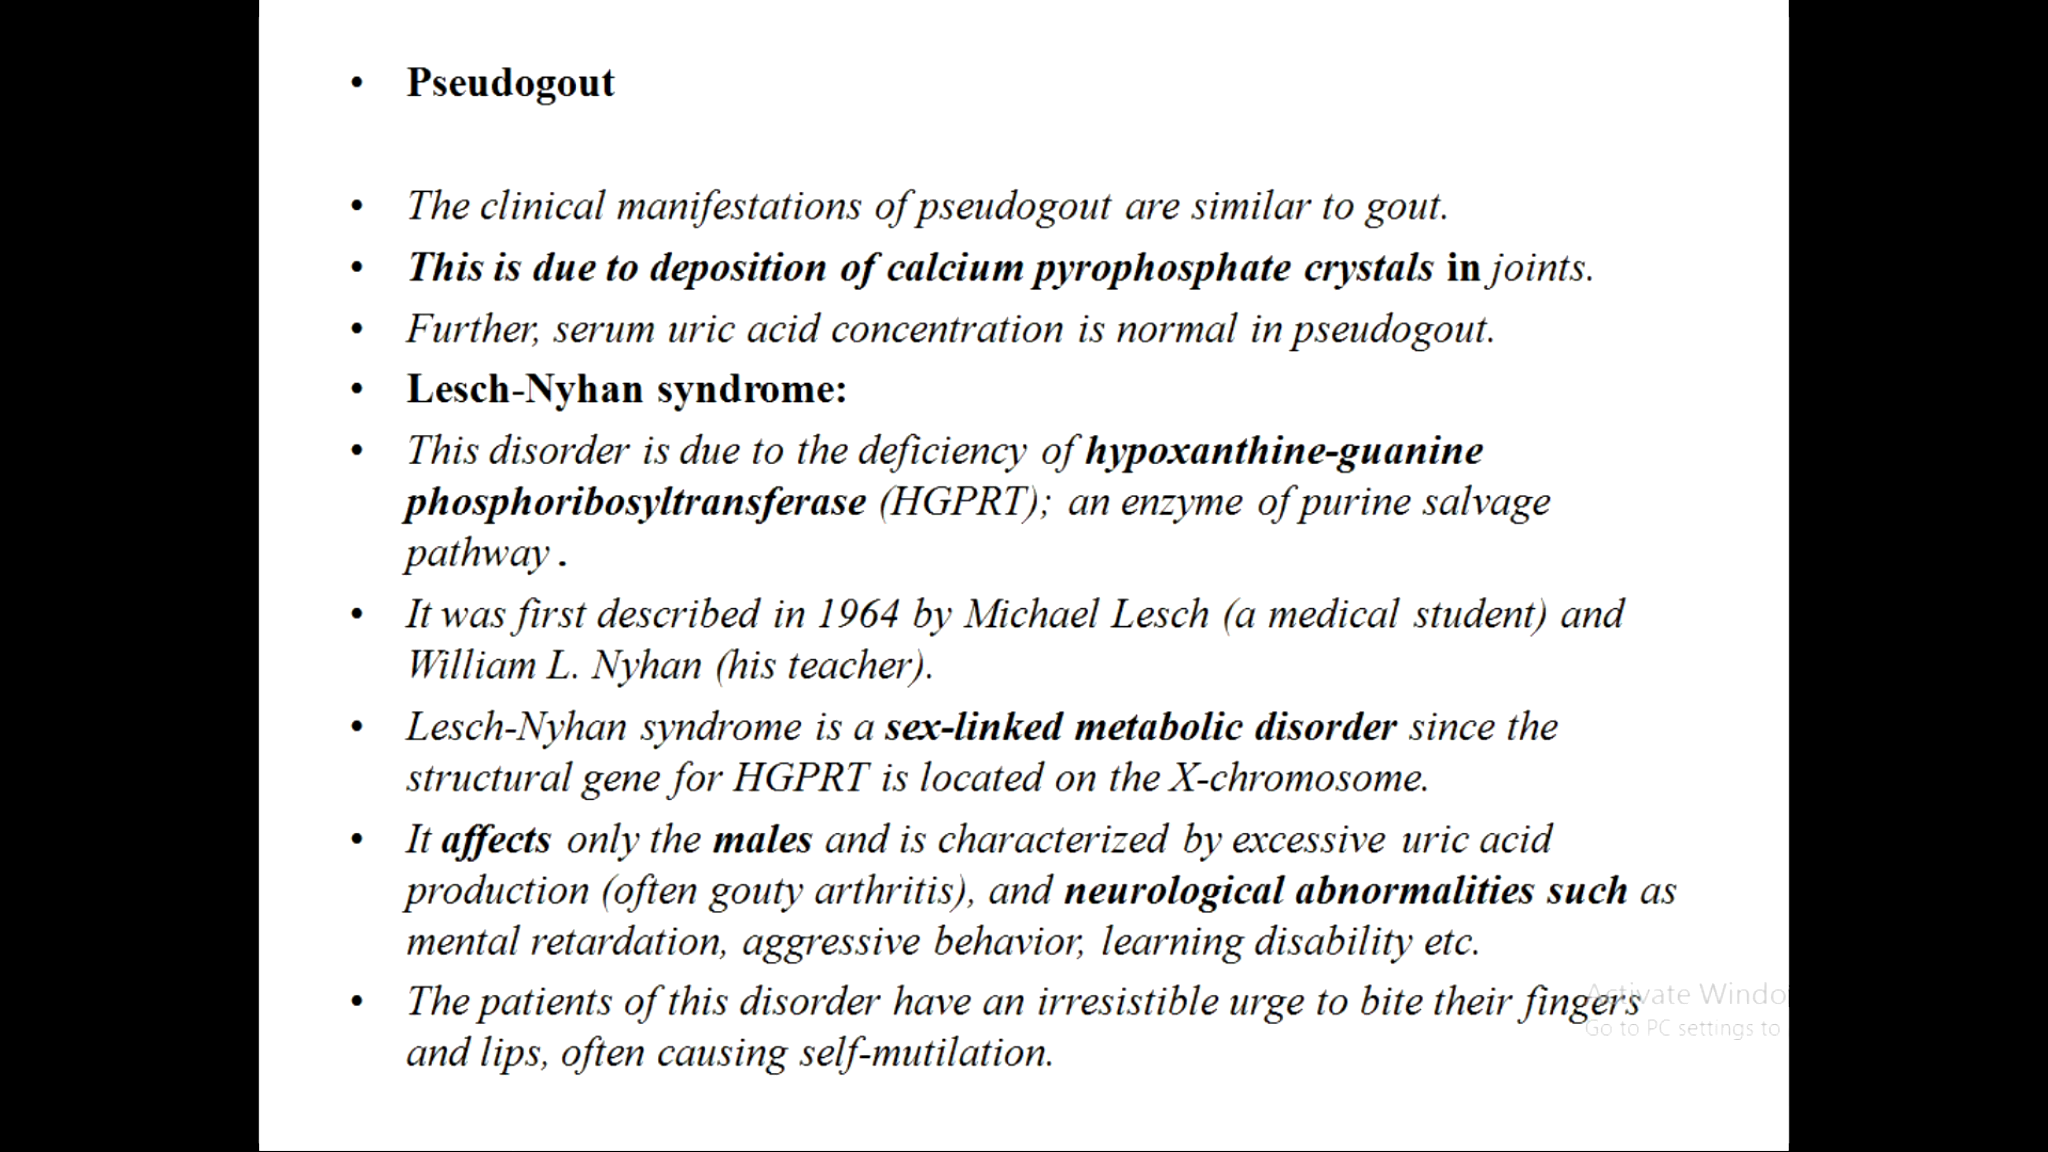 • Pseudogout
• The clinical manifestations of pseudogout are similar to gout.
• This is due to deposition of calcium pyrophosphate crystals in joints.
• Further, serum uric acid concentration is normal in pseudogout.
• Lesch-Nyhan syndrome:
• This disorder is due to the deficiency of hypoxanthine-guanine
phosphoribosyltransferase (HGPRT); an enzyme of purine salvage
pathway .
• It was first described in 1964 by Michael Lesch (a medical student) and
William L. Nyhan (his teacher).
• Lesch-Nyhan syndrome is a sex-linked metabolic disorder since the
structural gene for HGPRT is located on the X-chromosome.
• It affects only the males and is characterized by excessive uric acid
production (often gouty arthritis), and neurological abnormalities such as
mental retardation, aggressive behavior, learning disability etc.
• The patients of this disorder have an irresistible urge to bite their fingers
and lips, often causing self-mutilation.
Activate Windo
Go to PC settings to